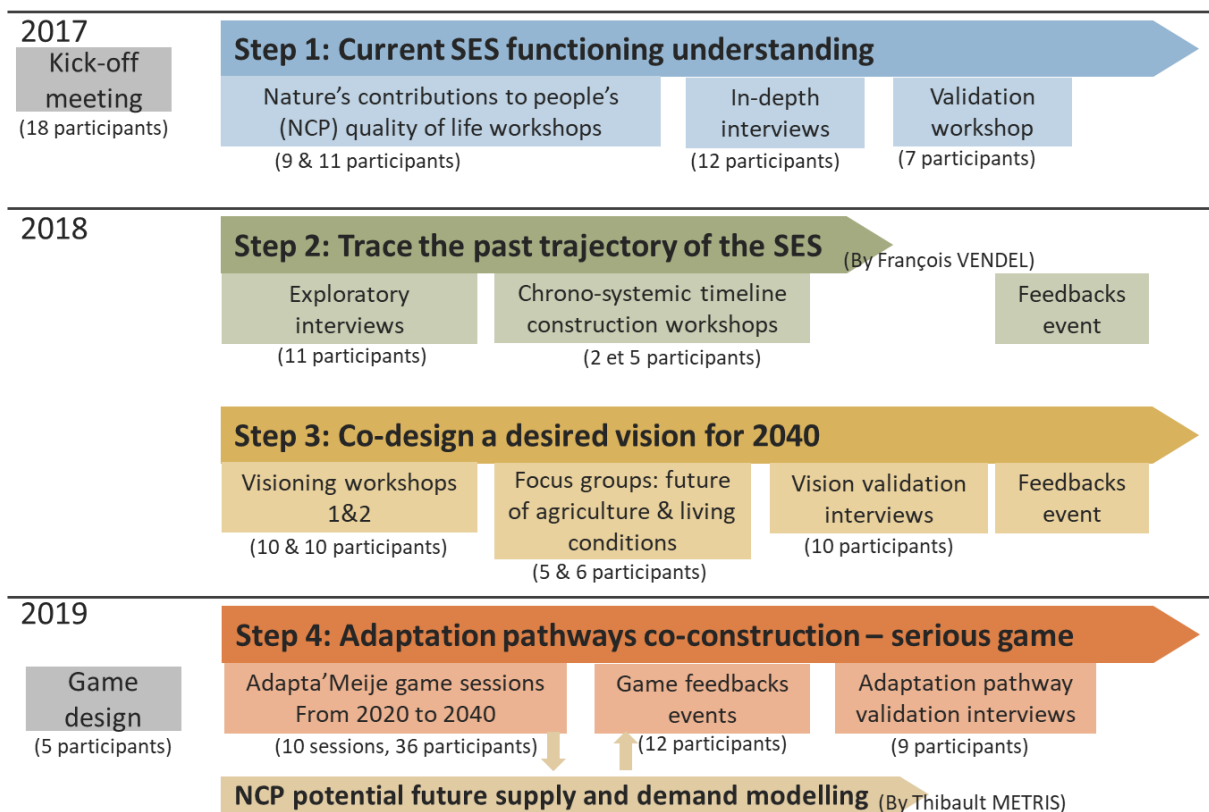 2017
Kick-off
meeting
(18 participants)
Step 1: Current SES functioning understanding
Nature's contributions to people's
(NCP) quality of life workshops
(9 & 11 participants)
In-depth
interviews
(12 participants)
Validation
workshop
(7 participants)
2018
Step 2: Trace the past trajectory of the SES
(By François VENDEL)
Exploratory
interviews
(11 participants)
Chrono-systemic timeline
construction workshops
(2 et 5 participants)
Feedbacks
event
Step 3: Co-design a desired vision for 2040
Visioning workshops
1&2
(10 & 10 participants)
Focus groups: future
of agriculture & living
conditions
(5 & 6 participants)
Vision validation
interviews
(10 participants)
Feedbacks
event
2019
Game
design
(5 participants)
Step 4: Adaptation pathways co-construction – serious game
Adapta'Meije game sessions
From 2020 to 2040
(10 sessions, 36 participants)
Game feedbacks
events
(12 participants)
Adaptation pathway
validation interviews
(9 participants)
NCP potential future supply and demand modelling
(By Thibault METRIS)